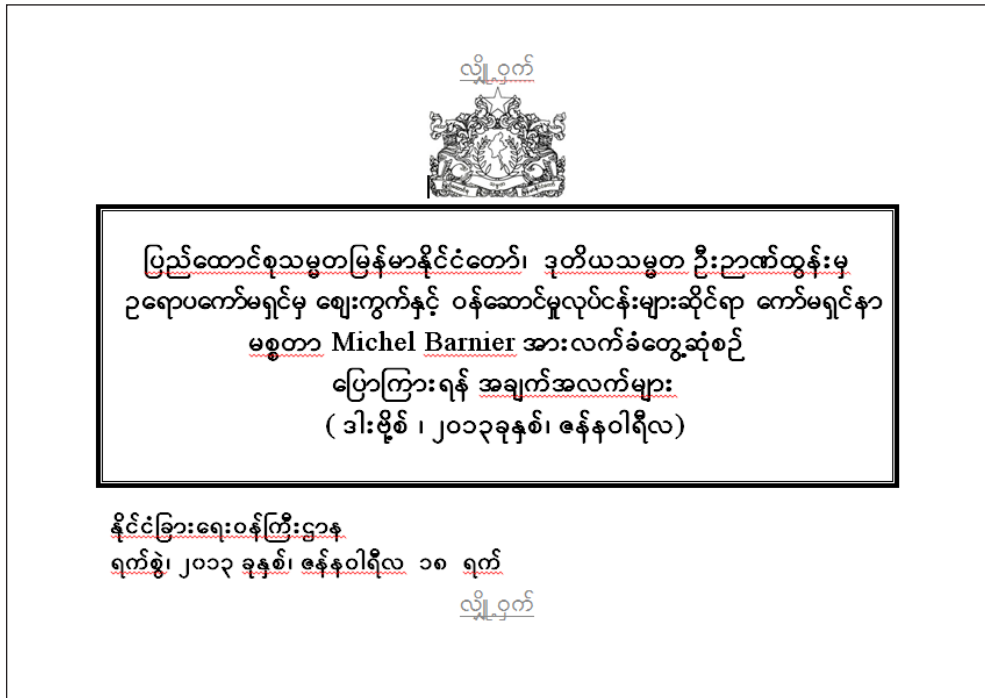 လျှို့ဝှက်
ပြည်ထောင်စုသမ္မတမြန်မာနိုင်ငံတော်၊ ဒုတိယသမ္မတ ဦးဉာဏ်ထွန်းမှ
ဥရောပကော်မရှင်မှ ဈေးကွက်နှင့် ဝန်ဆောင်မှုလုပ်ငန်းများဆိုင်ရာ ကော်မရှင်နာ
မစ္စတာ Michel Barnier အားလက်ခံတွေ့ဆုံစဉ်
ပြောကြားရန် အချက်အလက်များ
( ဒါးဗို့စ် ၊ ၂၀၁၃ခုနှစ်၊ ဇန်နဝါရီလ)
နိုင်ငံခြားရေးဝန်ကြီးဌာန
ရက်စွဲ၊ ၂၀၁၃ ခုနှစ်၊ ဇန်နဝါရီလ ၁၈ ရက်
လျှို့ဝှက်